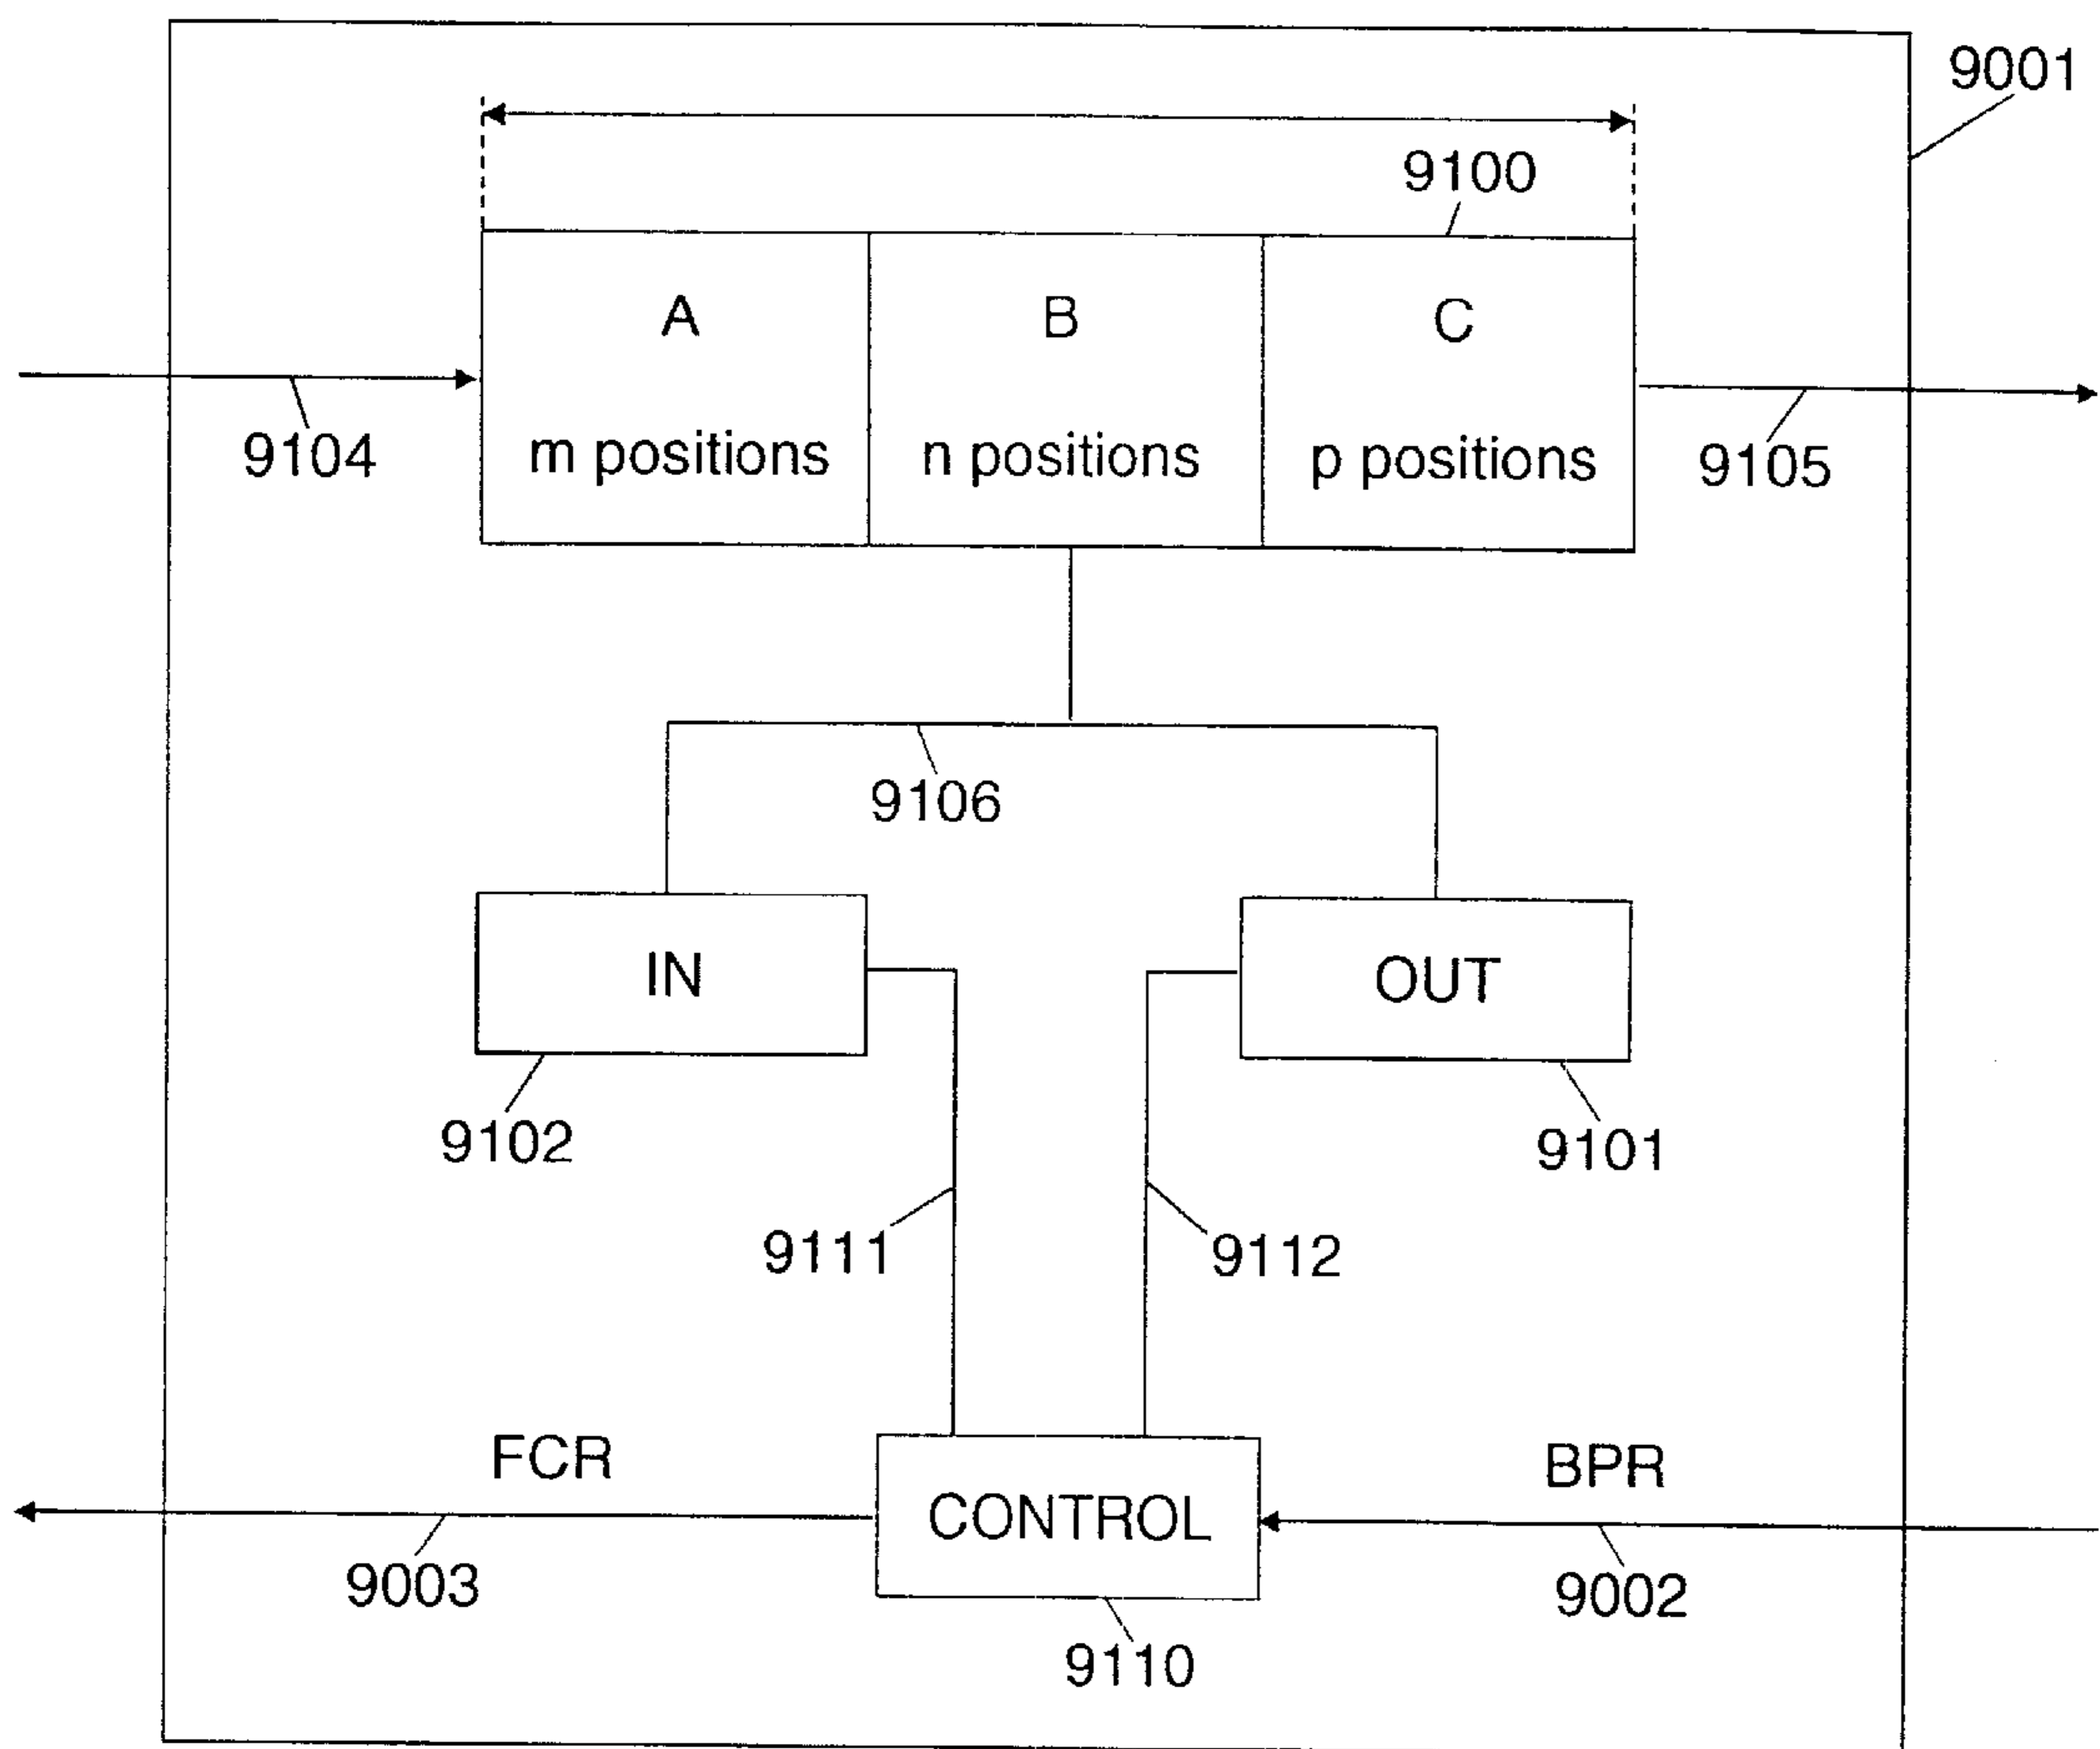 9001
9100
A
B
C
m positions
n positions
p positions
9104
9105
9106
IN
OUT
9102
9101
9111
9112
FCR
BPR
CONTROL
9003
9002
9110